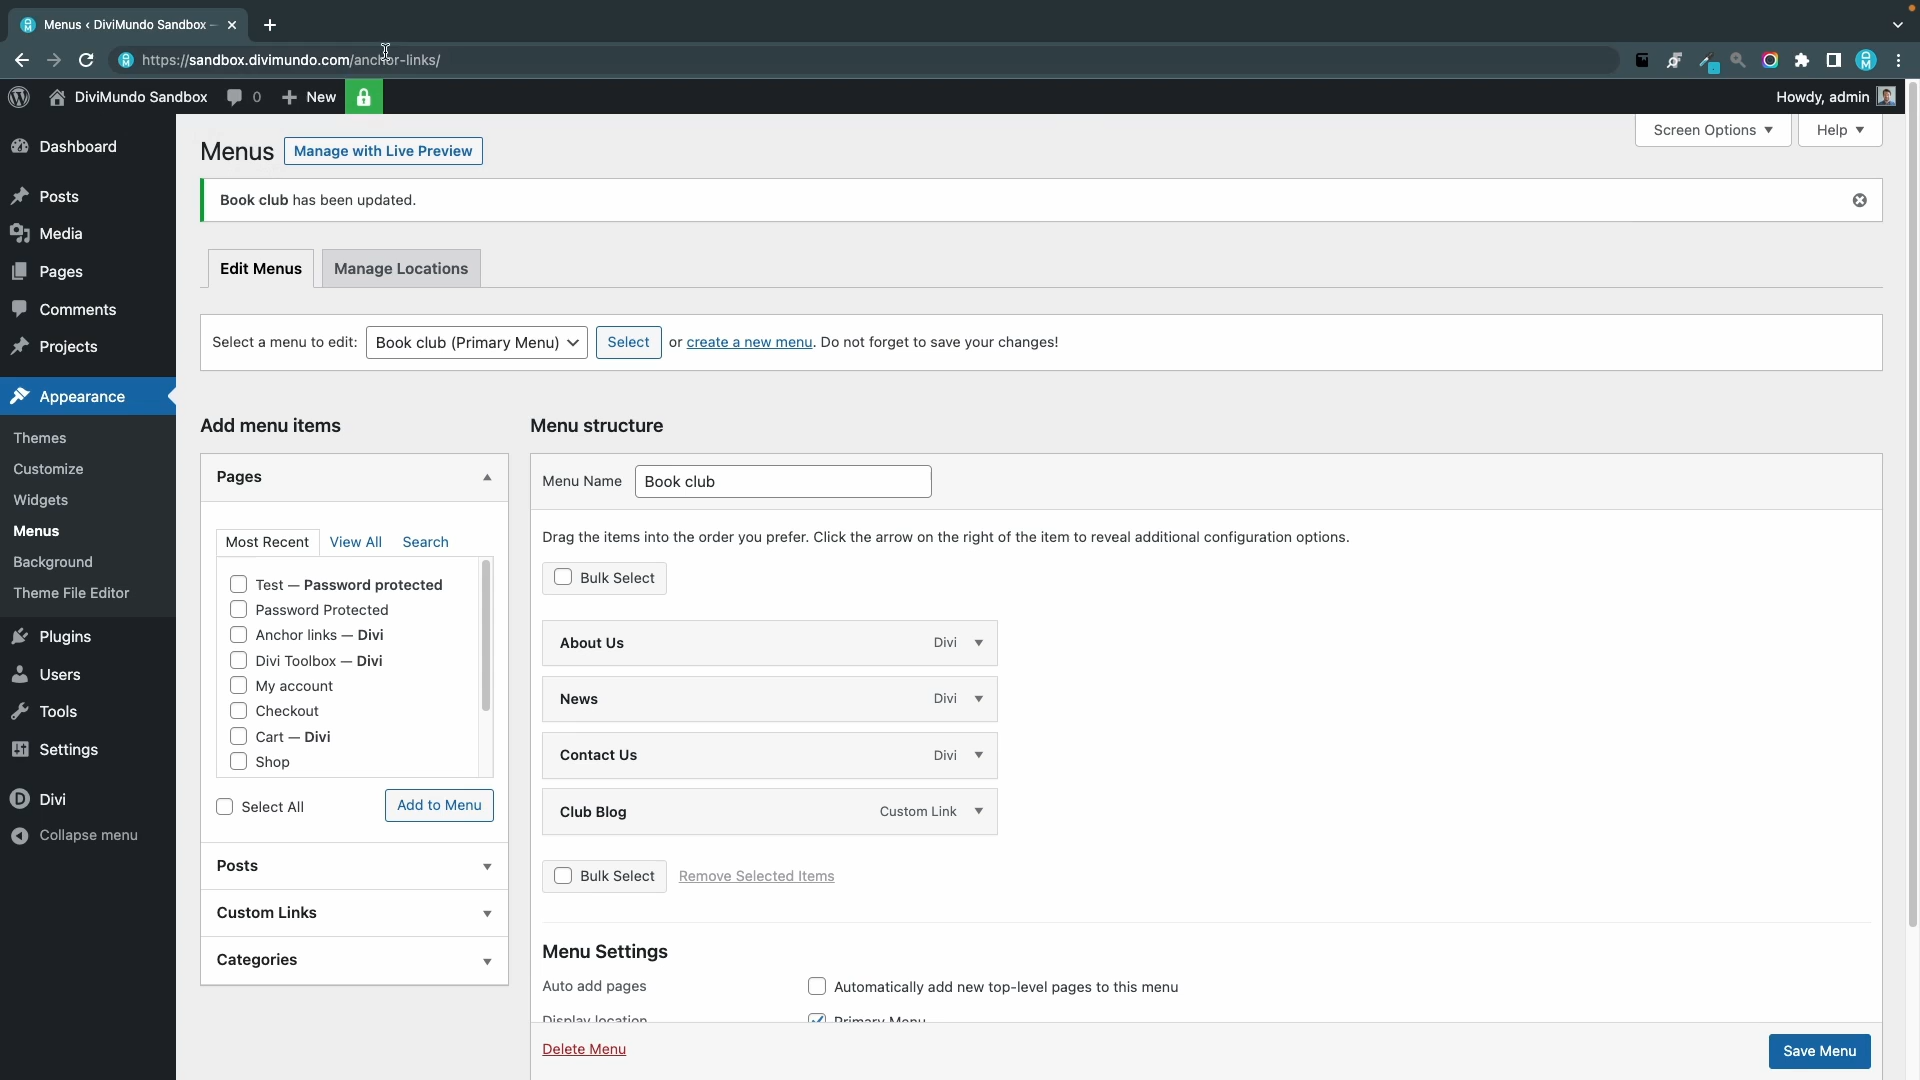 Menus ‹ DiviMundo Sandbox –
https://sandbox.divimundo.com/anchor-links/
DiviMundo Sandbox 0 New Howdy, admin
Screen Options Help
Dashboard
Posts
Media
Pages
Comments
Projects
Appearance
Themes
Customize
Widgets
Menus
Background
Theme File Editor
Plugins
Users
Tools
Settings
Divi
Collapse menu
Menus Manage with Live Preview
Book club has been updated.
Edit Menus Manage Locations
Select a menu to edit: Book club (Primary Menu) Select or create a new menu. Do not forget to save your changes!
Add menu items
Pages
Most Recent View All Search
Test — Password protected
Password Protected
Anchor links — Divi
Divi Toolbox — Divi
My account
Checkout
Cart — Divi
Shop
Select All Add to Menu
Posts
Custom Links
Categories
Menu structure
Menu Name Book club
Drag the items into the order you prefer. Click the arrow on the right of the item to reveal additional configuration options.
Bulk Select
About Us Divi
News Divi
Contact Us Divi
Club Blog Custom Link
Bulk Select Remove Selected Items
Menu Settings
Auto add pages Automatically add new top-level pages to this menu
Display location Primary Menu
Delete Menu Save Menu